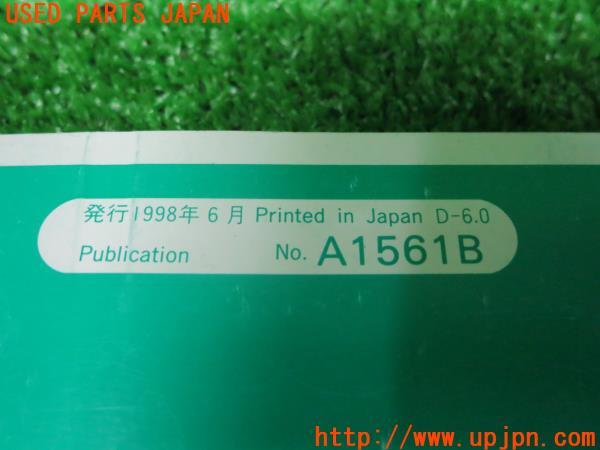 USED PARTS JAPAN
発行1998年6月 Printed in Japan D-6.0
Publication No. A1561B
http://www.upjpn.com/